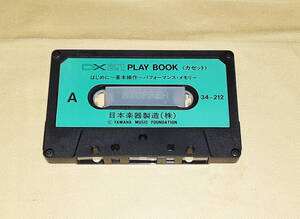 DX21 PLAY BOOK (カセット)
はじめに〜基本操作〜パフォーマンス・メモリー
A
34-212
日本楽器製造(株)
© YAMAHA MUSIC FOUNDATION